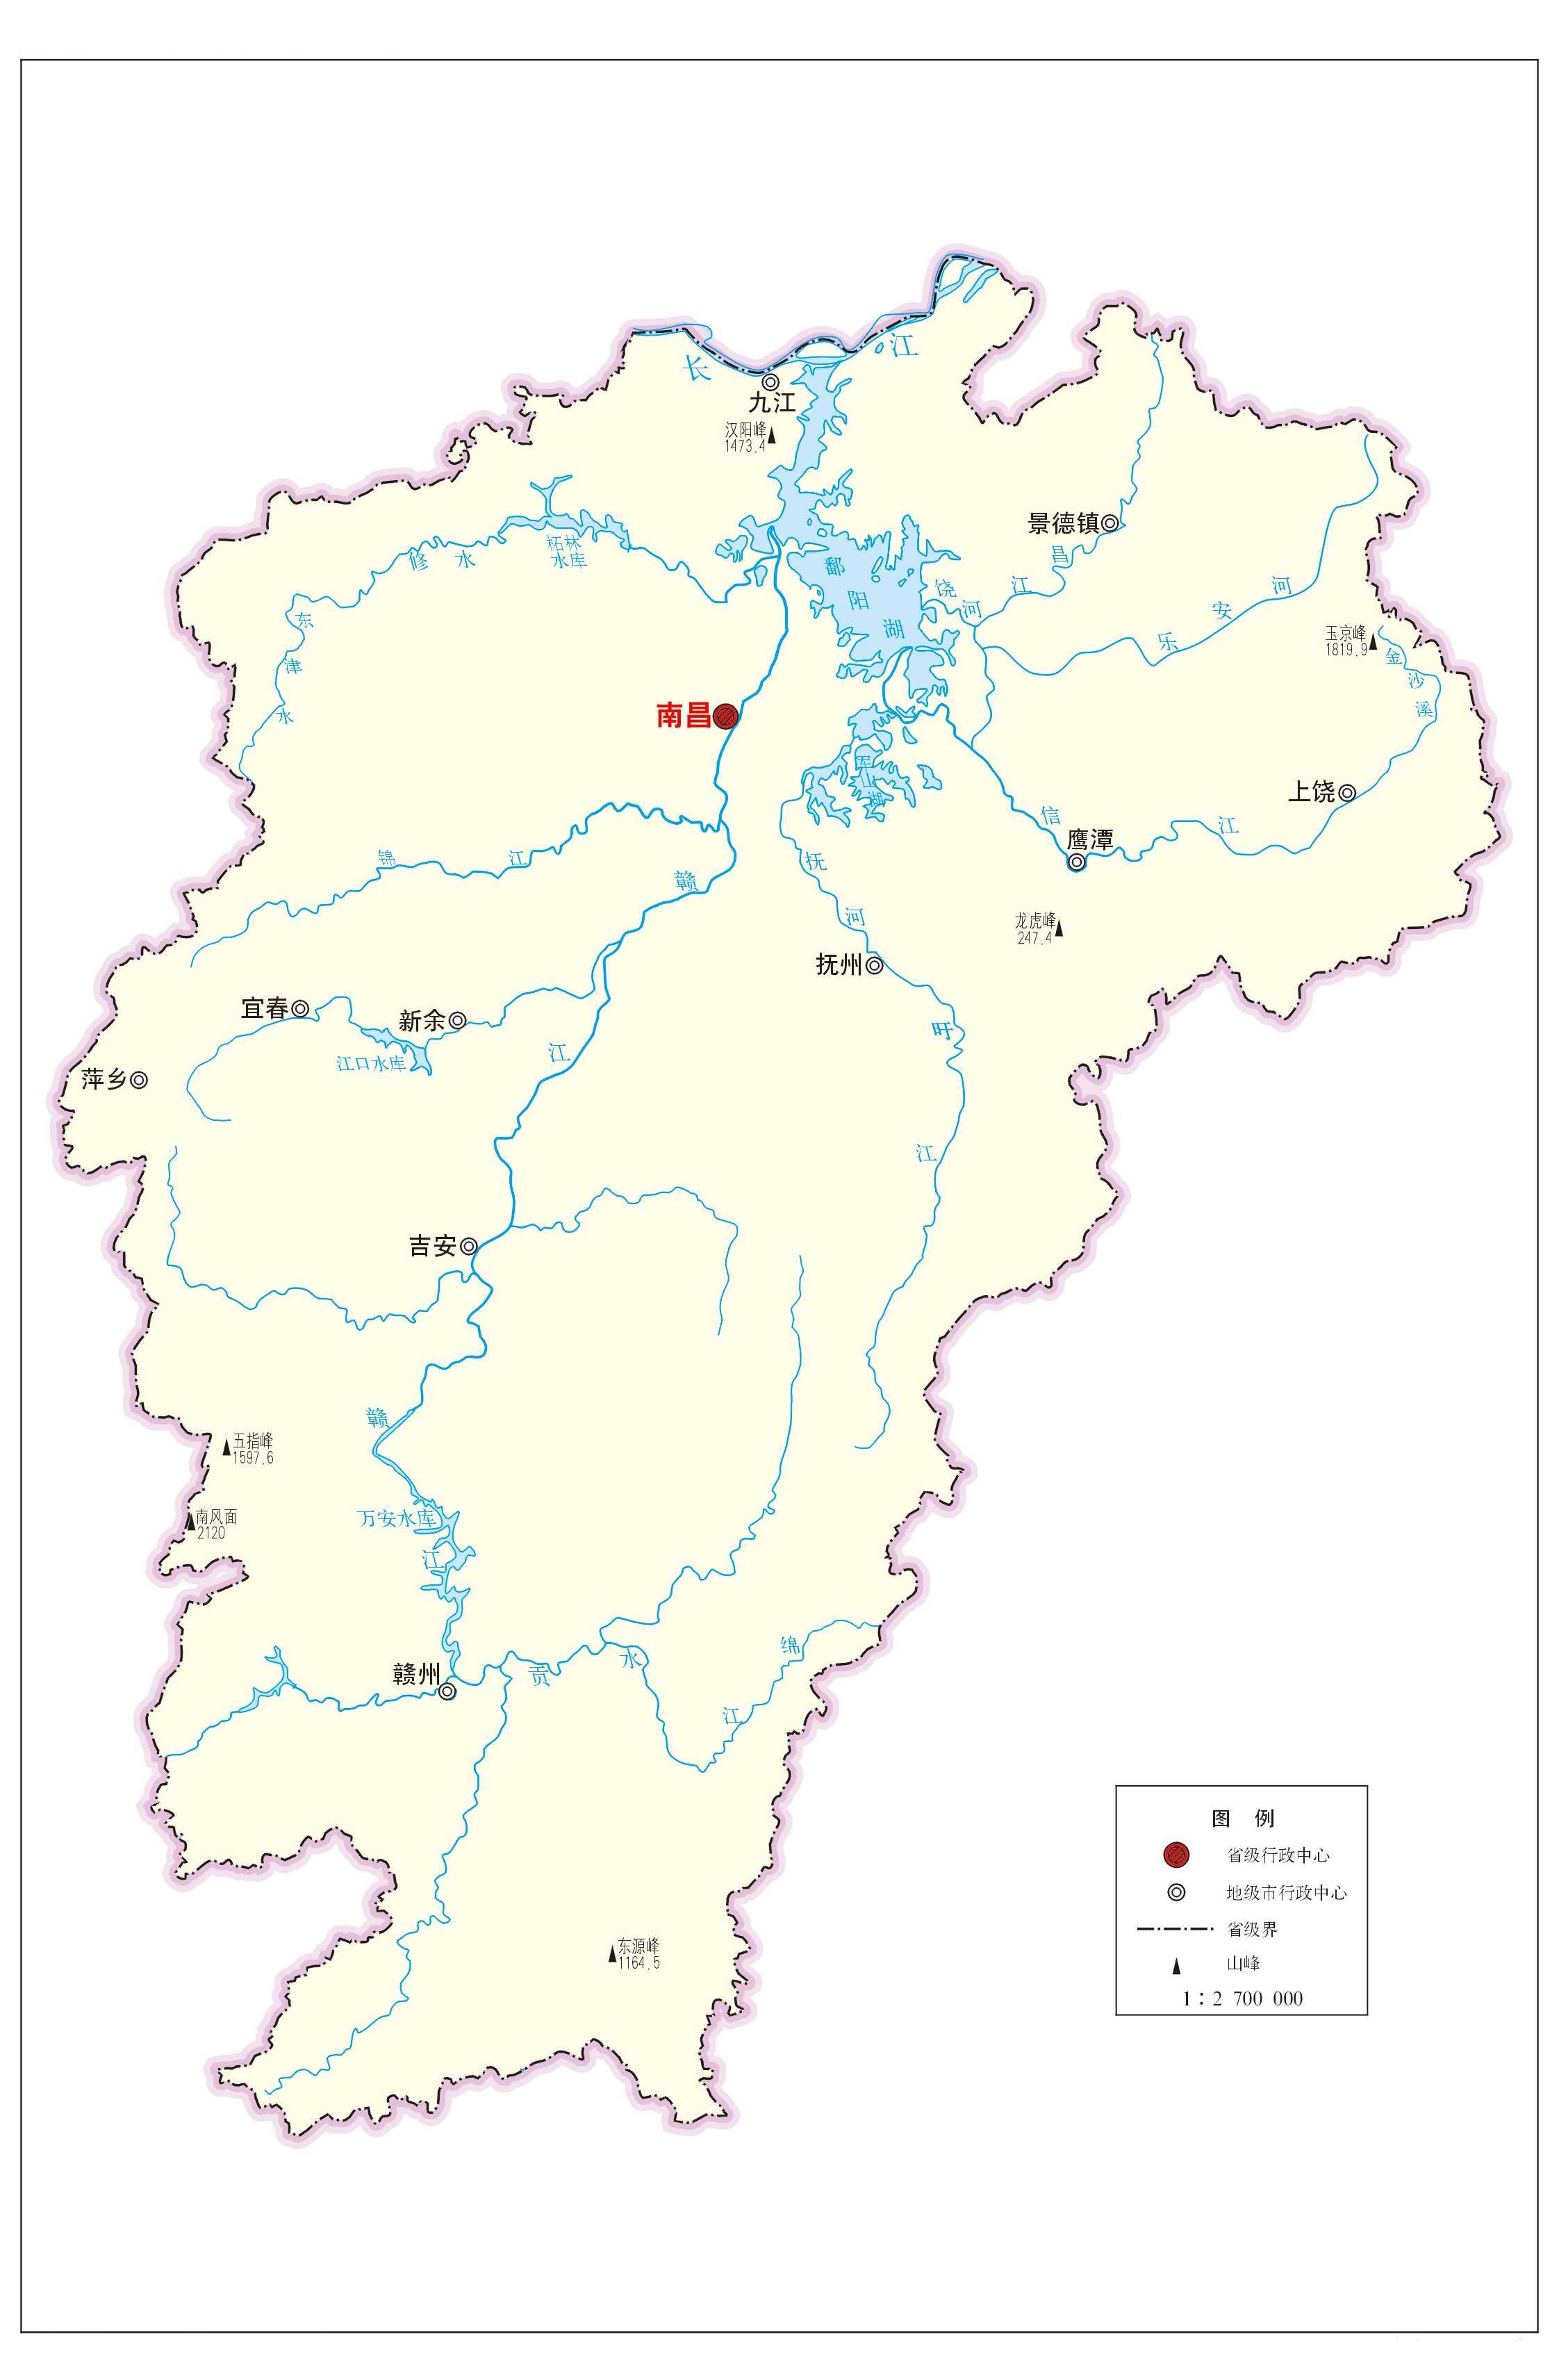 长江
九江
汉阳峰
1473.4
景德镇
柘林
水库
修水
昌江
鄱阳湖
饶河
乐安河
东津水
玉京峰
1819.9
金沙溪
南昌
军山湖
上饶
信江
鹰潭
锦江
赣江
抚河
龙虎峰
247.4
抚州
宜春
新余
江口水库
萍乡
旴江
吉安
五指峰
1597.6
南风面
2120
赣江
万安水库
赣州
贡水
绵江
东源峰
1164.5
图 例
省级行政中心
地级市行政中心
省级界
山峰
1：2 700 000